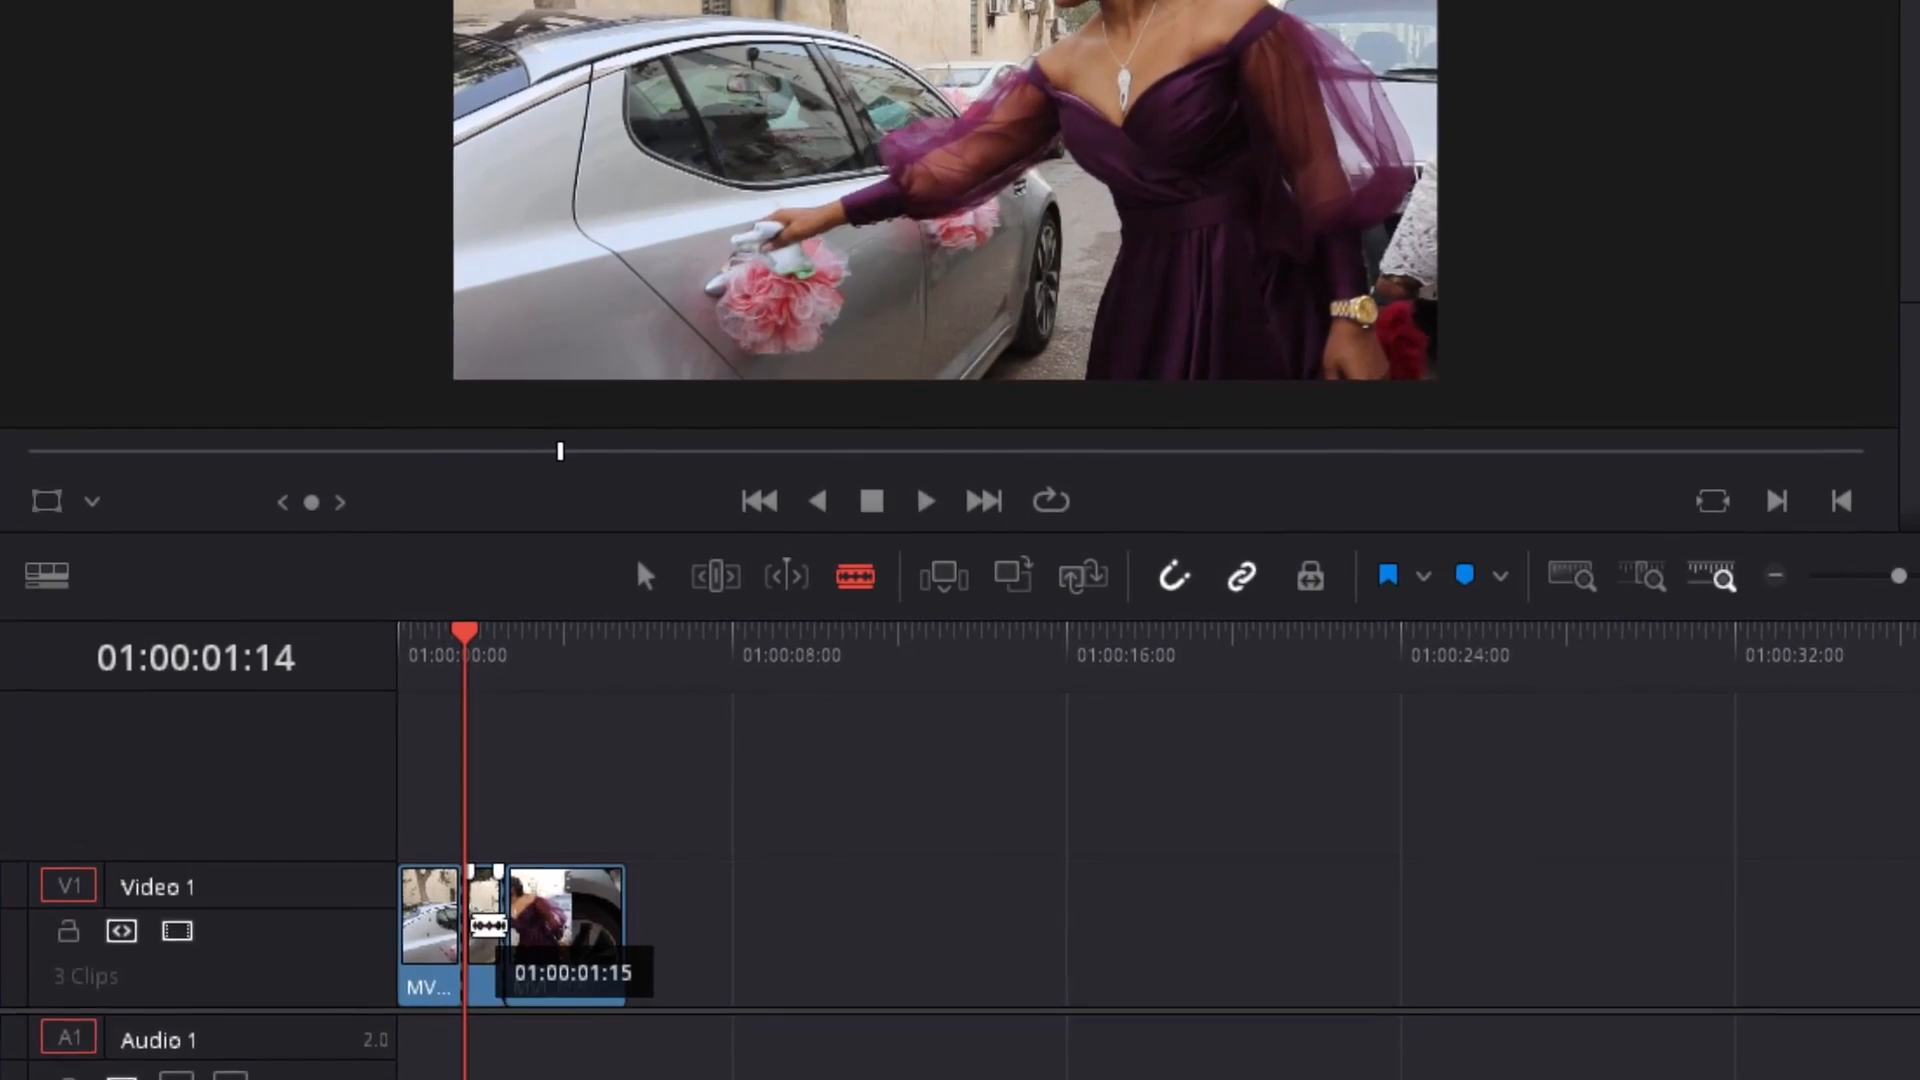 01:00:01:14
01:00:00:00
01:00:08:00
01:00:16:00
01:00:24:00
01:00:32:00
V1
Video 1
3 Clips
MV...
01:00:01:15
A1
Audio 1
2.0